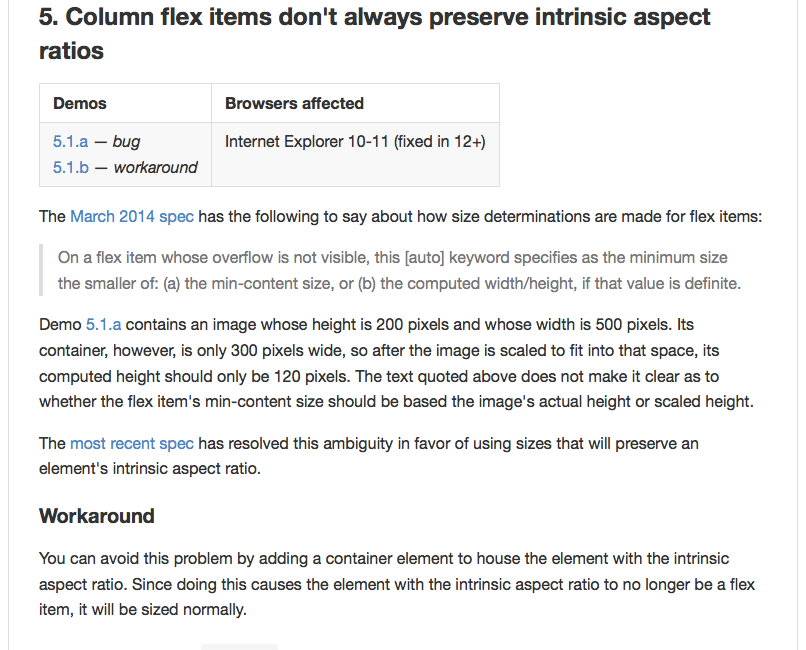 5. Column flex items don't always preserve intrinsic aspect
ratios
Demos Browsers affected
5.1.a — bug Internet Explorer 10-11 (fixed in 12+)
5.1.b — workaround
The March 2014 spec has the following to say about how size determinations are made for flex items:
On a flex item whose overflow is not visible, this [auto] keyword specifies as the minimum size
the smaller of: (a) the min-content size, or (b) the computed width/height, if that value is definite.
Demo 5.1.a contains an image whose height is 200 pixels and whose width is 500 pixels. Its
container, however, is only 300 pixels wide, so after the image is scaled to fit into that space, its
computed height should only be 120 pixels. The text quoted above does not make it clear as to
whether the flex item's min-content size should be based the image's actual height or scaled height.
The most recent spec has resolved this ambiguity in favor of using sizes that will preserve an
element's intrinsic aspect ratio.
Workaround
You can avoid this problem by adding a container element to house the element with the intrinsic
aspect ratio. Since doing this causes the element with the intrinsic aspect ratio to no longer be a flex
item, it will be sized normally.